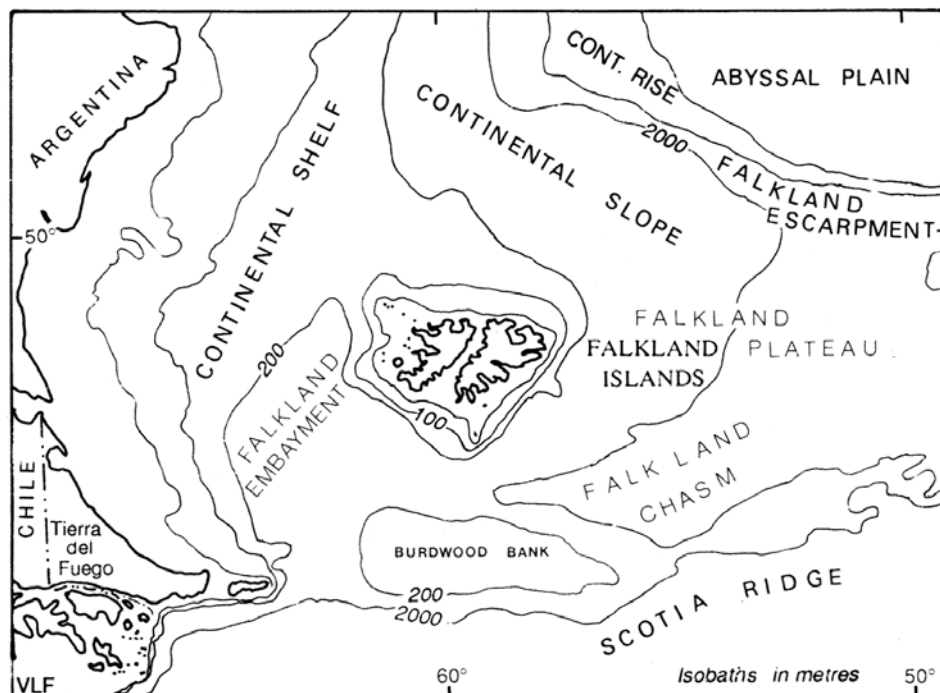 ARGENTINA
CONTINENTAL SHELF
CONTINENTAL
SLOPE
CONT. RISE
ABYSSAL PLAIN
2000
FALKLAND
ESCARPMENT
50°
FALKLAND
PLATEAU
FALKLAND
ISLANDS
200
FALKLAND
EMBAYMENT
100
FALKLAND
CHASM
CHILE
Tierra
del
Fuego
BURDWOOD BANK
200
2000
SCOTIA RIDGE
VLF
60°
Isobaths in metres
50°